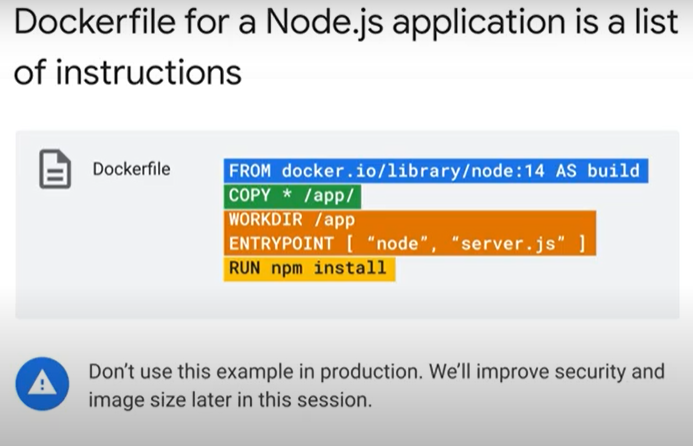 Dockerfile for a Node.js application is a list
of instructions
Dockerfile
FROM docker.io/library/node:14 AS build
COPY * /app/
WORKDIR /app
ENTRYPOINT [ “node”, “server.js” ]
RUN npm install
Don’t use this example in production. We’ll improve security and
image size later in this session.